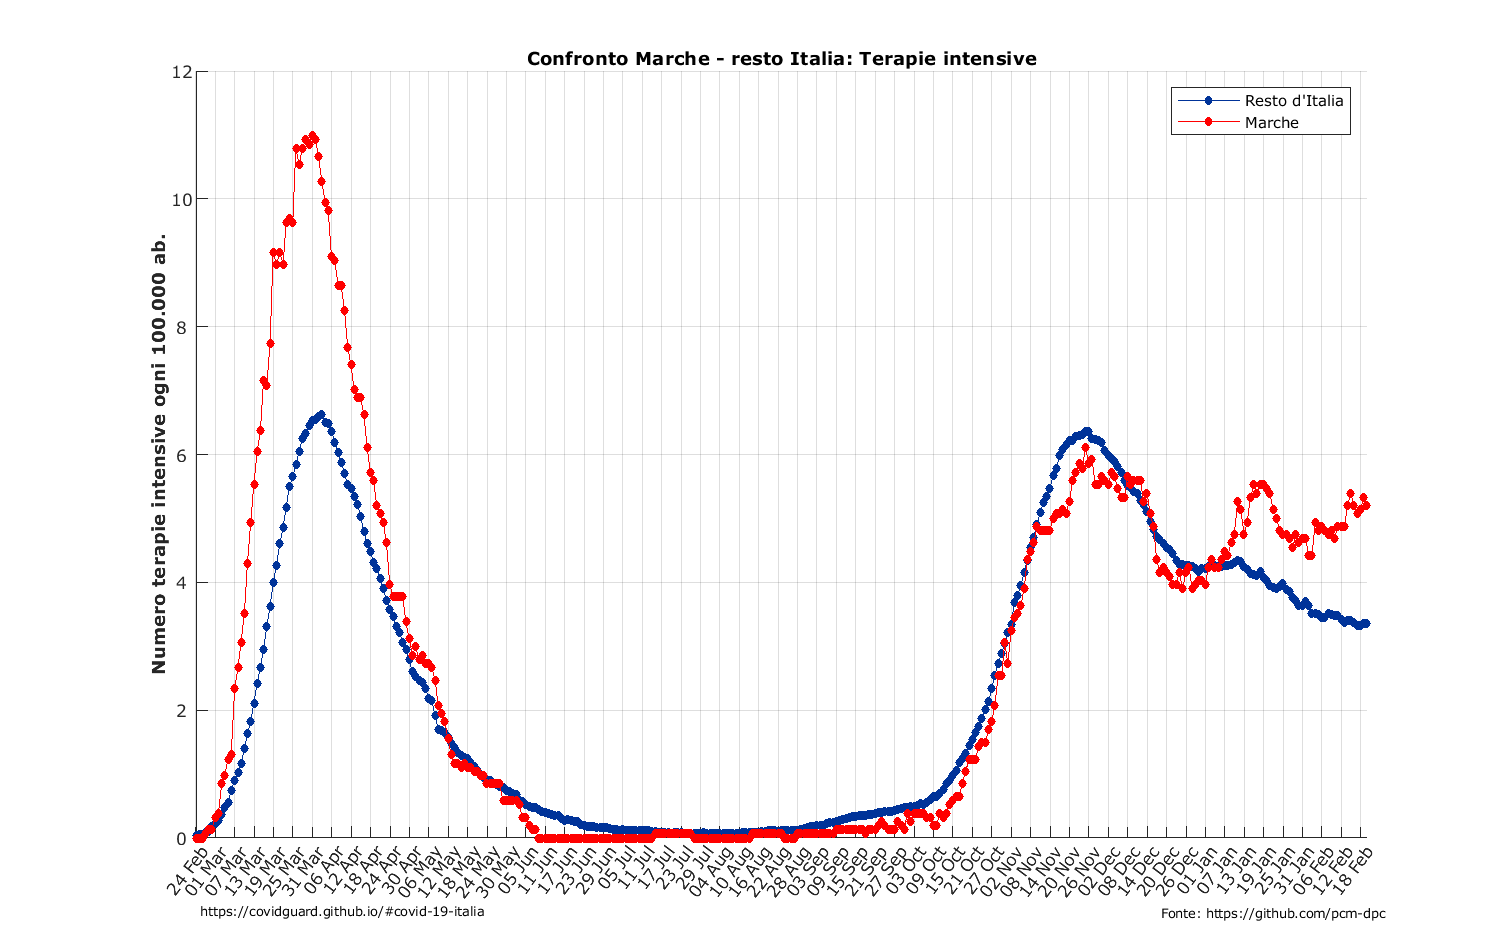 Confronto Marche - resto Italia: Terapie intensive
Numero terapie intensive ogni 100.000 ab.
12
10
8
6
4
2
0
Resto d'Italia
Marche
24 Feb
01 Mar
07 Mar
13 Mar
19 Mar
25 Mar
31 Mar
06 Apr
12 Apr
18 Apr
24 Apr
30 Apr
06 May
12 May
18 May
24 May
30 May
05 Jun
11 Jun
17 Jun
23 Jun
29 Jun
05 Jul
11 Jul
17 Jul
23 Jul
29 Jul
04 Aug
10 Aug
16 Aug
22 Aug
28 Aug
03 Sep
09 Sep
15 Sep
21 Sep
27 Sep
03 Oct
09 Oct
15 Oct
21 Oct
27 Oct
02 Nov
08 Nov
14 Nov
20 Nov
26 Nov
02 Dec
08 Dec
14 Dec
20 Dec
26 Dec
01 Jan
07 Jan
13 Jan
19 Jan
25 Jan
31 Jan
06 Feb
12 Feb
18 Feb
https://covidguard.github.io/#covid-19-italia
Fonte: https://github.com/pcm-dpc